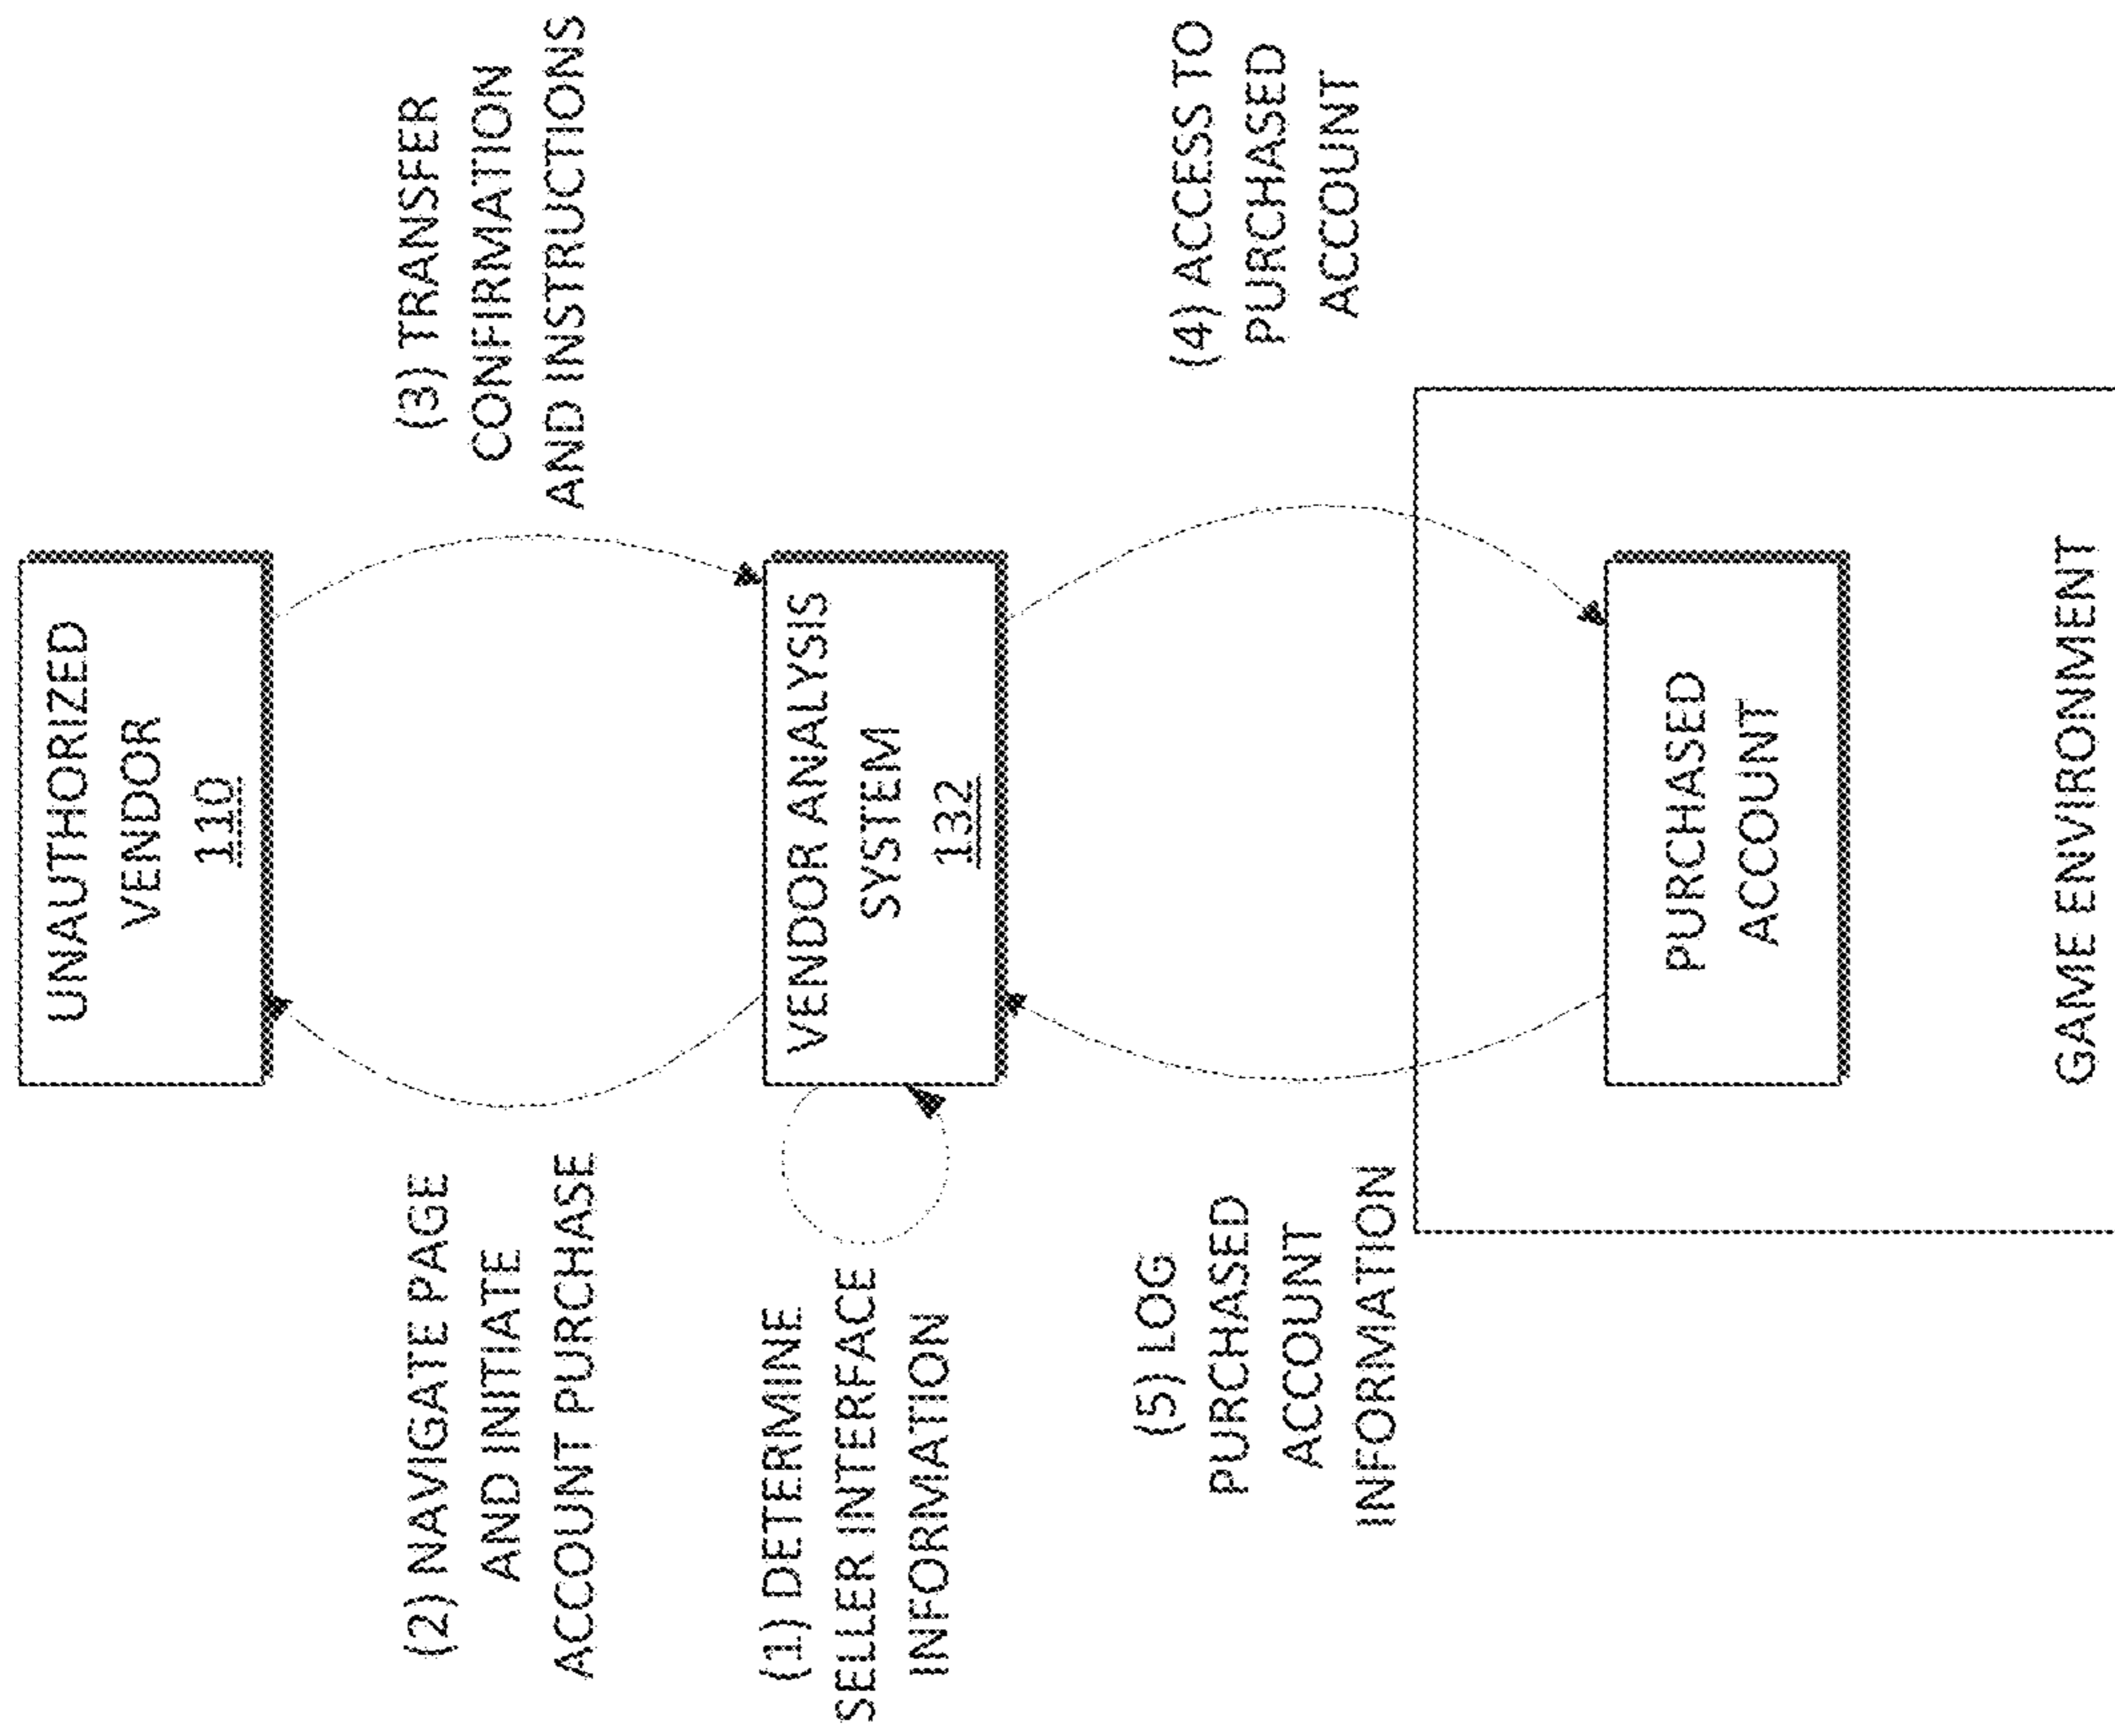 UNAUTHORIZED
VENDOR
110
(2) NAVIGATE PAGE
AND INITIATE
ACCOUNT PURCHASE
(3) TRANSFER
CONFIRMATION
AND INSTRUCTIONS
(1) DETERMINE
SELLER INTERFACE
INFORMATION
VENDOR ANALYSIS
SYSTEM
132
(5) LOG
PURCHASED
ACCOUNT
INFORMATION
(4) ACCESS TO
PURCHASED
ACCOUNT
PURCHASED
ACCOUNT
GAME ENVIRONMENT